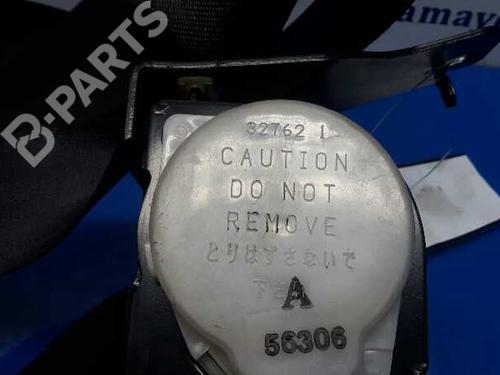 amayo
32762 1
CAUTION
DO NOT
REMOVE
とりはずさないで
下さい
A
56306
B-PARTS